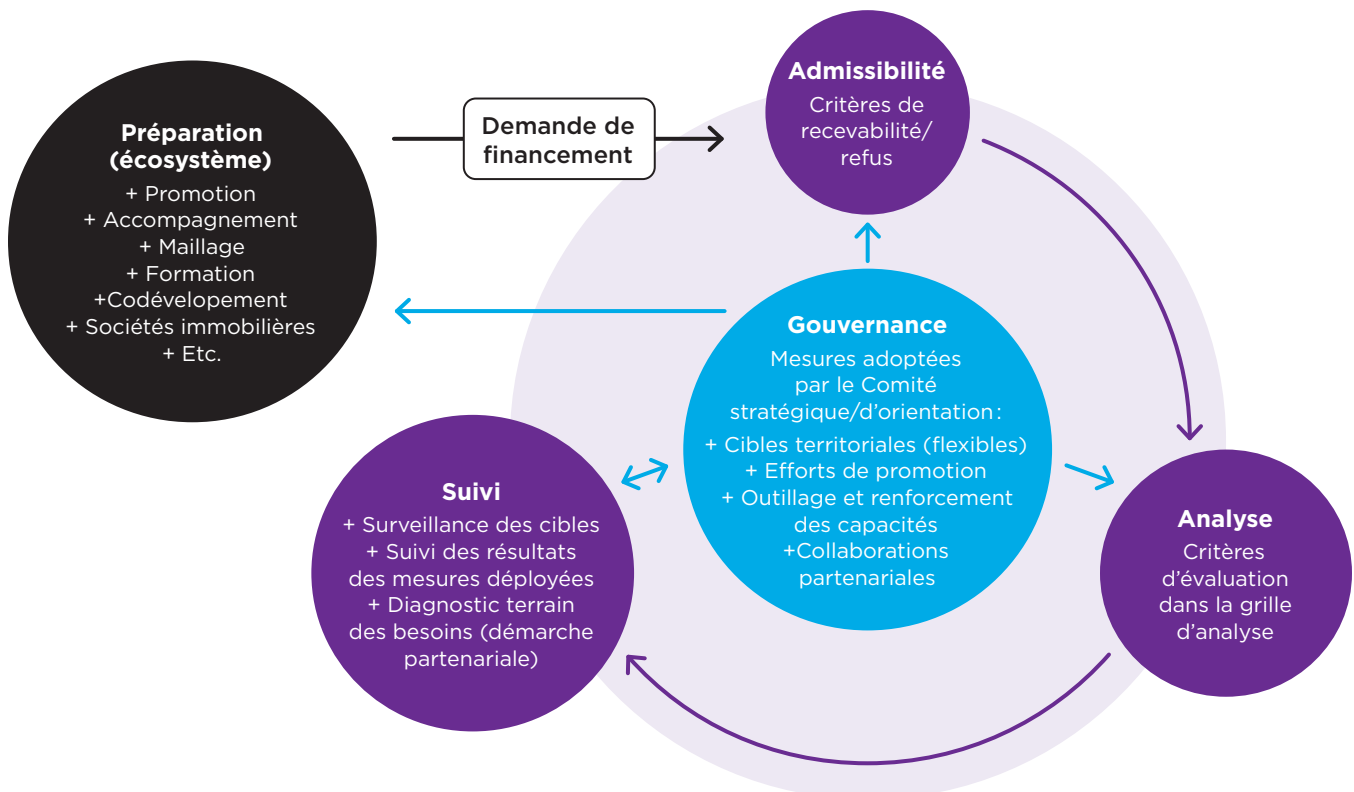 Préparation
(écosystème)
+ Promotion
+ Accompagnement
+ Maillage
+ Formation
+Codévelopement
+ Sociétés immobilières
+ Etc.
Demande de
financement
Admissibilité
Critères de
recevabilité/
refus
Gouvernance
Mesures adoptées
par le Comité
stratégique/d'orientation :
+ Cibles territoriales (flexibles)
+ Efforts de promotion
+ Outillage et renforcement
des capacités
+Collaborations
partenariales
Analyse
Critères
d'évaluation
dans la grille
d'analyse
Suivi
+ Surveillance des cibles
+ Suivi des résultats
des mesures déployées
+ Diagnostic terrain
des besoins (démarche
partenariale)